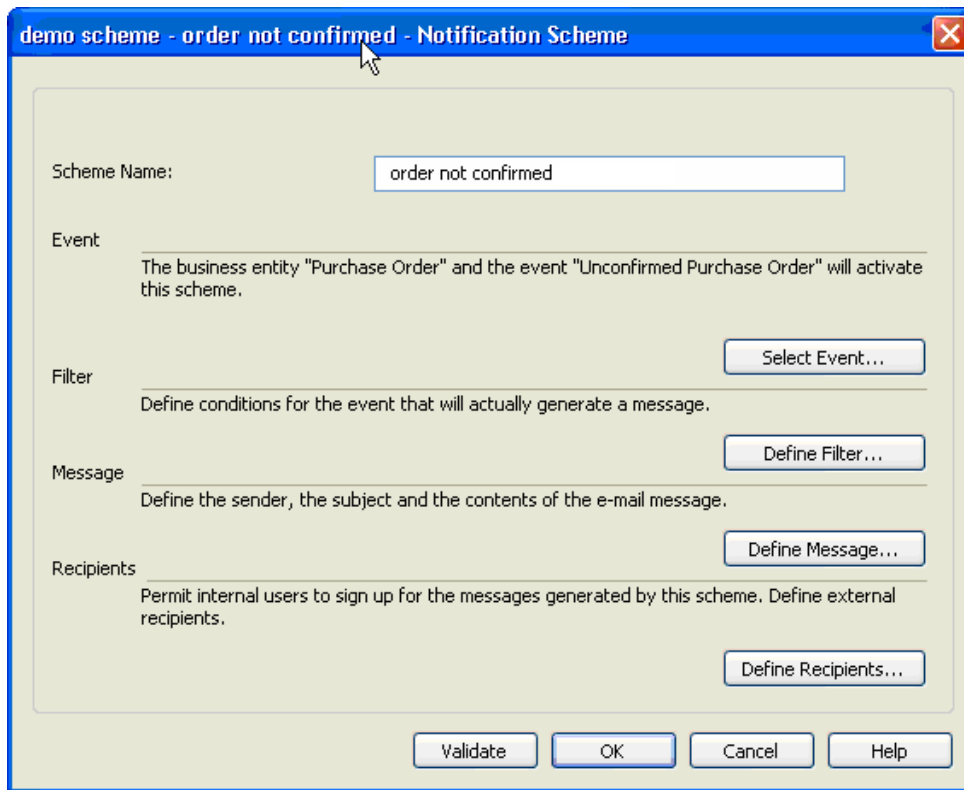 demo scheme - order not confirmed - Notification Scheme
Scheme Name:
order not confirmed
Event
The business entity "Purchase Order" and the event "Unconfirmed Purchase Order" will activate
this scheme.
Select Event...
Filter
Define conditions for the event that will actually generate a message.
Define Filter...
Message
Define the sender, the subject and the contents of the e-mail message.
Define Message...
Recipients
Permit internal users to sign up for the messages generated by this scheme. Define external
recipients.
Define Recipients...
Validate OK Cancel Help